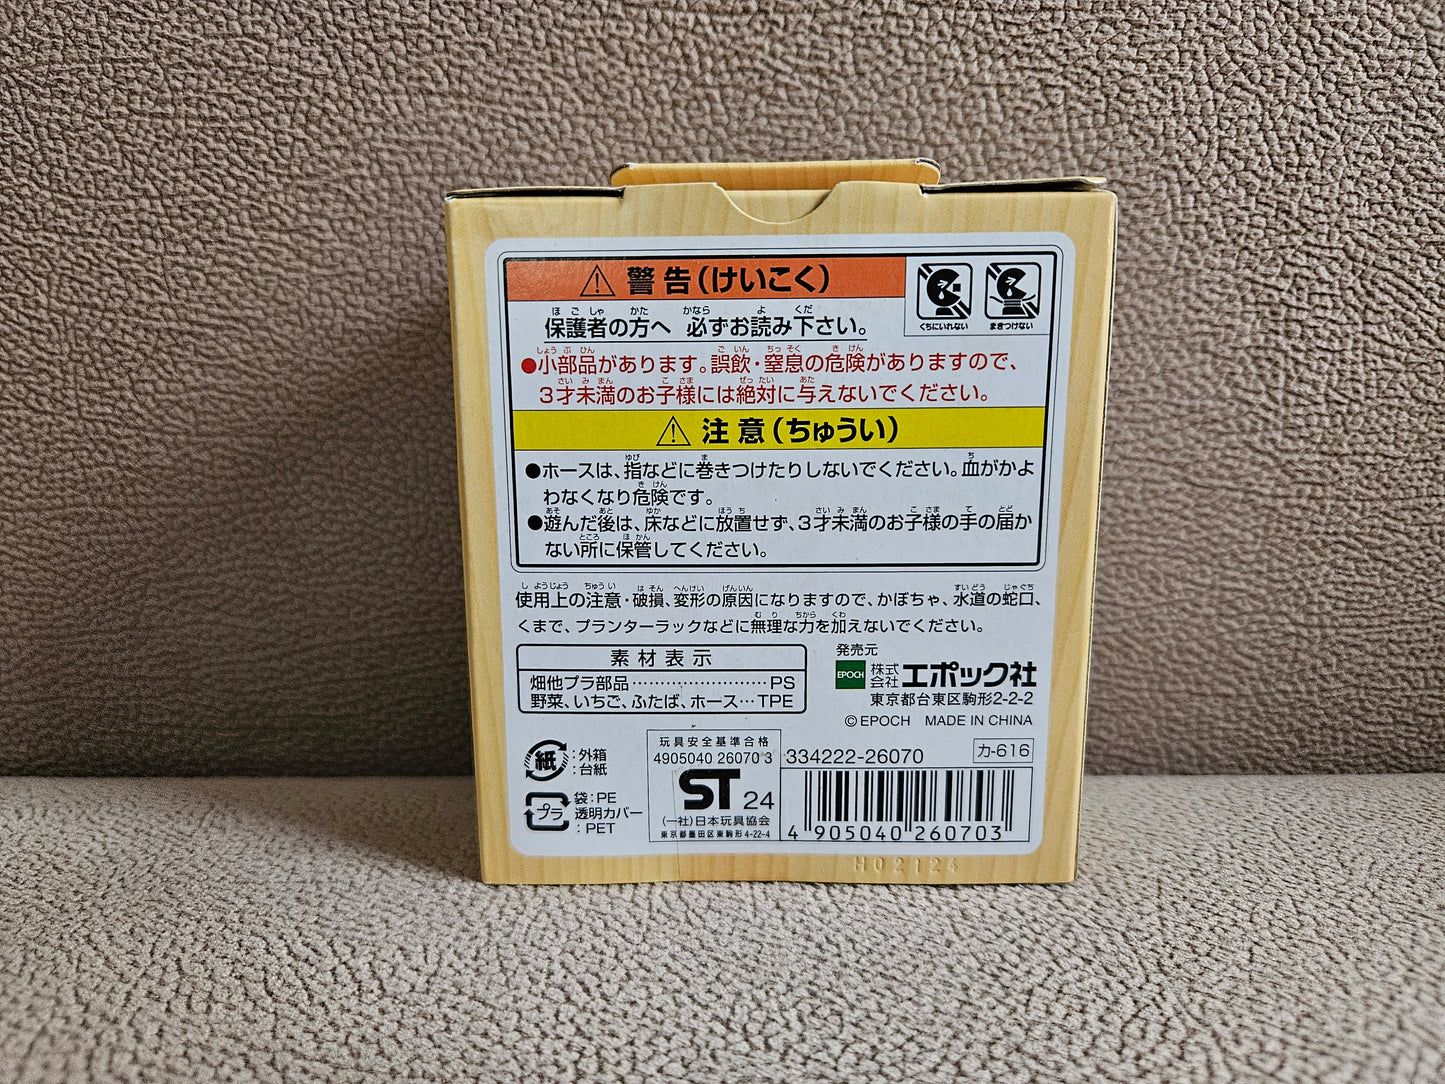 警告(けいこく)
くちにいれない まきつけない
保護者の方へ 必ずお読み下さい。
●小部品があります。誤飲・窒息の危険がありますので、
3才未満のお子様には絶対に与えないでください。
注意(ちゅうい)
●ホースは、指などに巻きつけたりしないでください。血がかよ
わなくなり危険です。
●遊んだ後は、床などに放置せず、3才未満のお子様の手の届か
ない所に保管してください。
使用上の注意・破損、変形の原因になりますので、かぼちゃ、水道の蛇口、
くまで、プランターラックなどに無理な力を加えないでください。
素材表示
畑他プラ部品……………………PS
野菜、いちご、ふたば、ホース…TPE
発売元
EPOCH 株式会社 エポック社
東京都台東区駒形2-2-2
©EPOCH MADE IN CHINA
紙 :外箱
:台紙
プラ 袋:PE
透明カバー
:PET
玩具安全基準合格
4905040 26070 3
ST 24
(一社)日本玩具協会
東京都墨田区東駒形4-22-4
334222-26070
カ-616
4 905040 260703
H02124